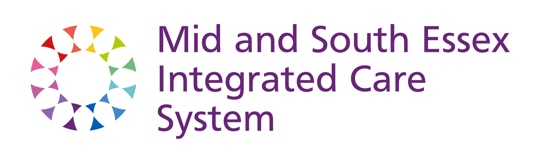 Mid and South Essex
Integrated Care
System